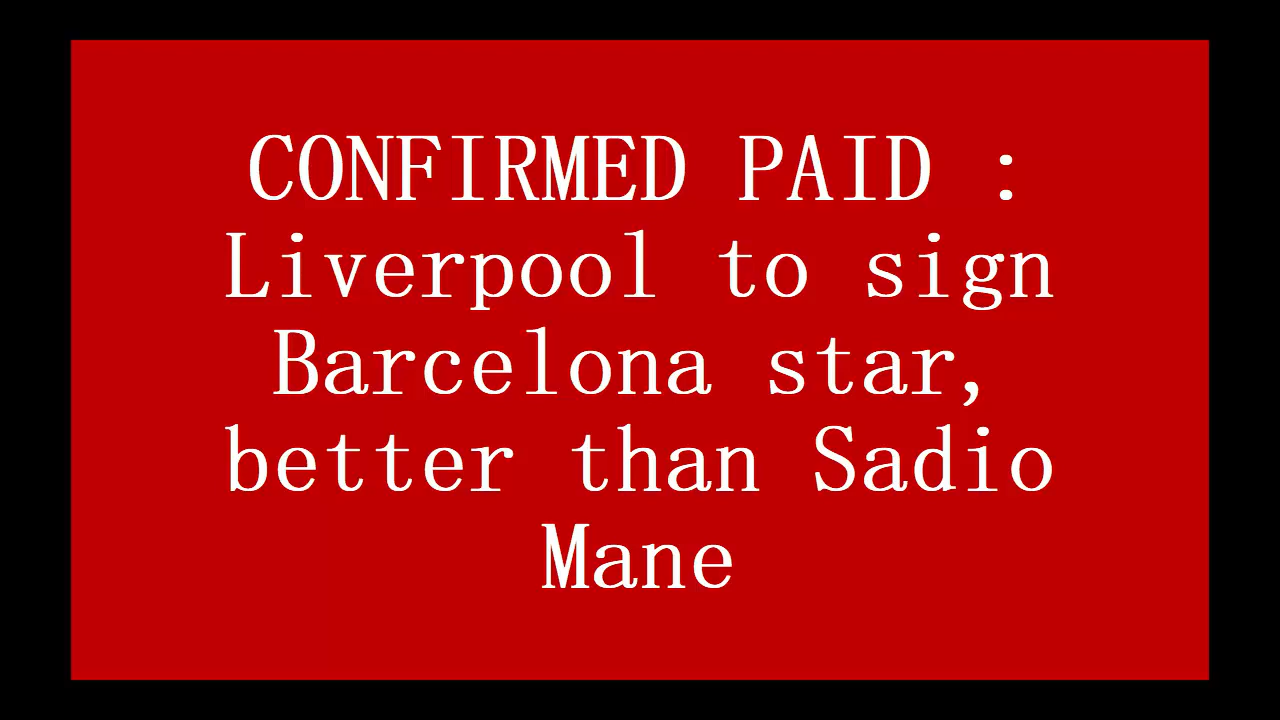 CONFIRMED PAID :
Liverpool to sign
Barcelona star,
better than Sadio
Mane